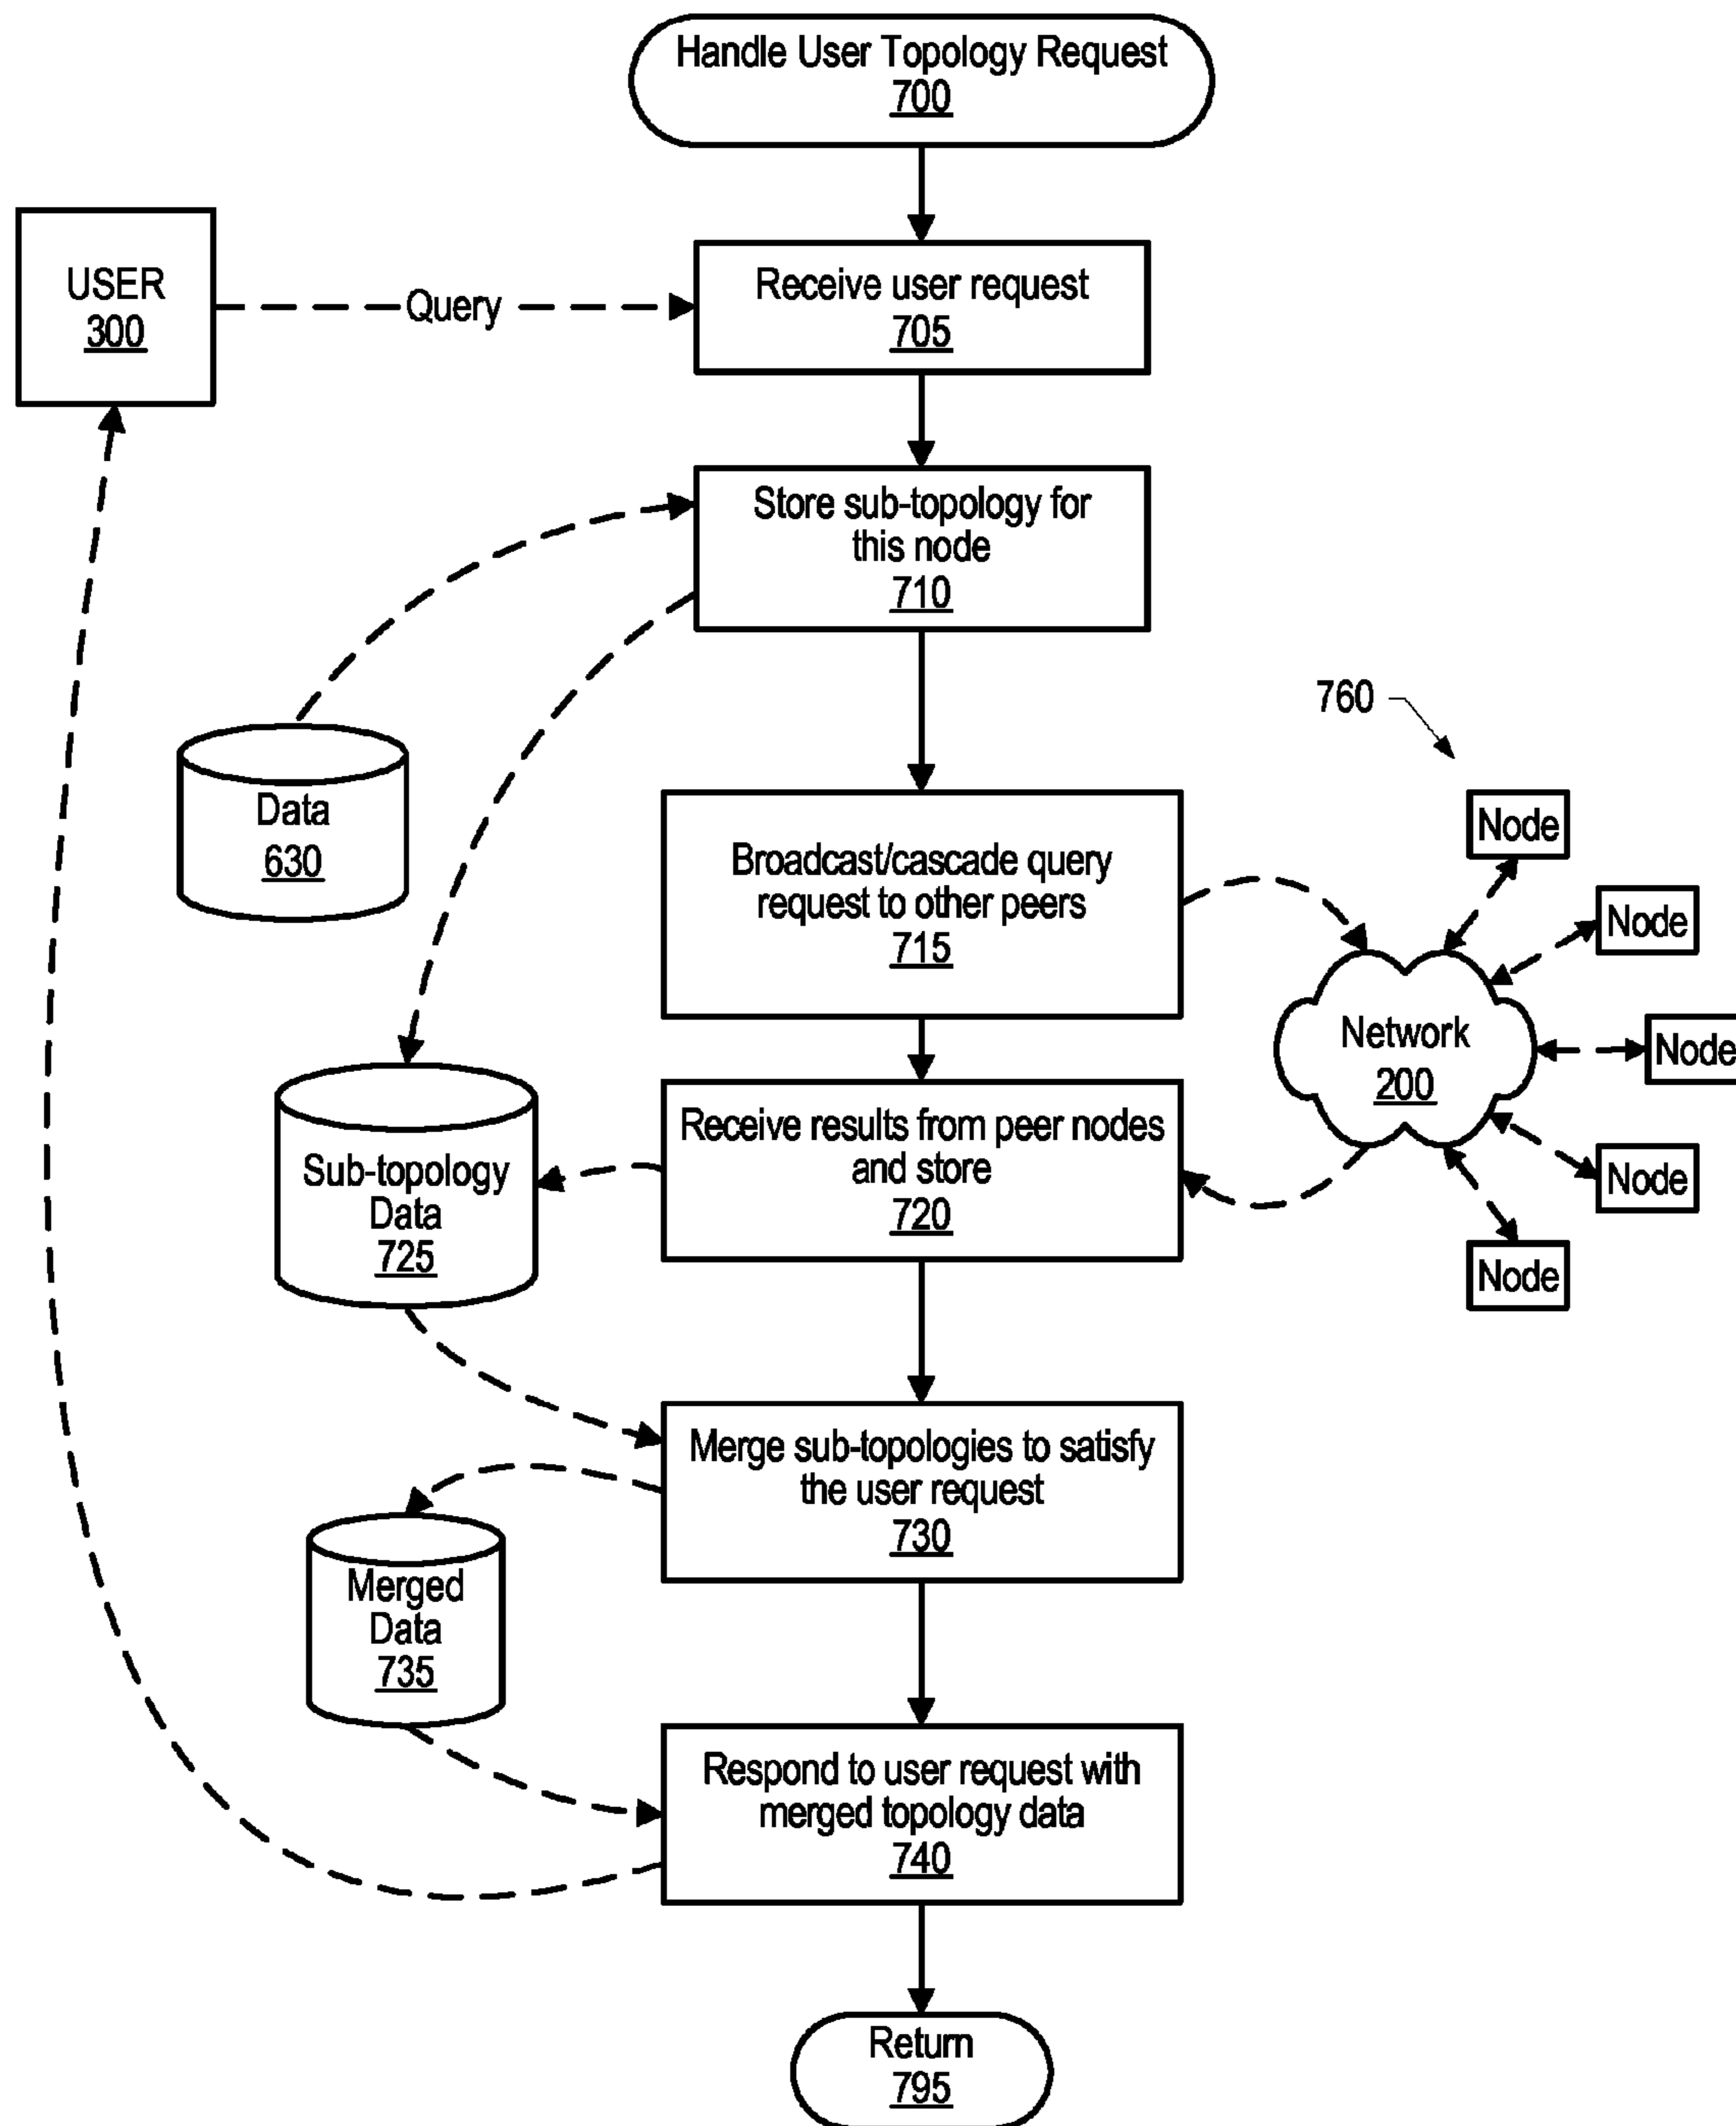 Handle User Topology Request
700
USER
300
Query
Receive user request
705
Store sub-topology for
this node
710
760
Data
630
Node
Broadcast/cascade query
request to other peers
715
Node
Network
200
Node
Sub-topology
Data
725
Receive results from peer nodes
and store
720
Node
Node
Merge sub-topologies to satisfy
the user request
730
Merged
Data
735
Respond to user request with
merged topology data
740
Return
795